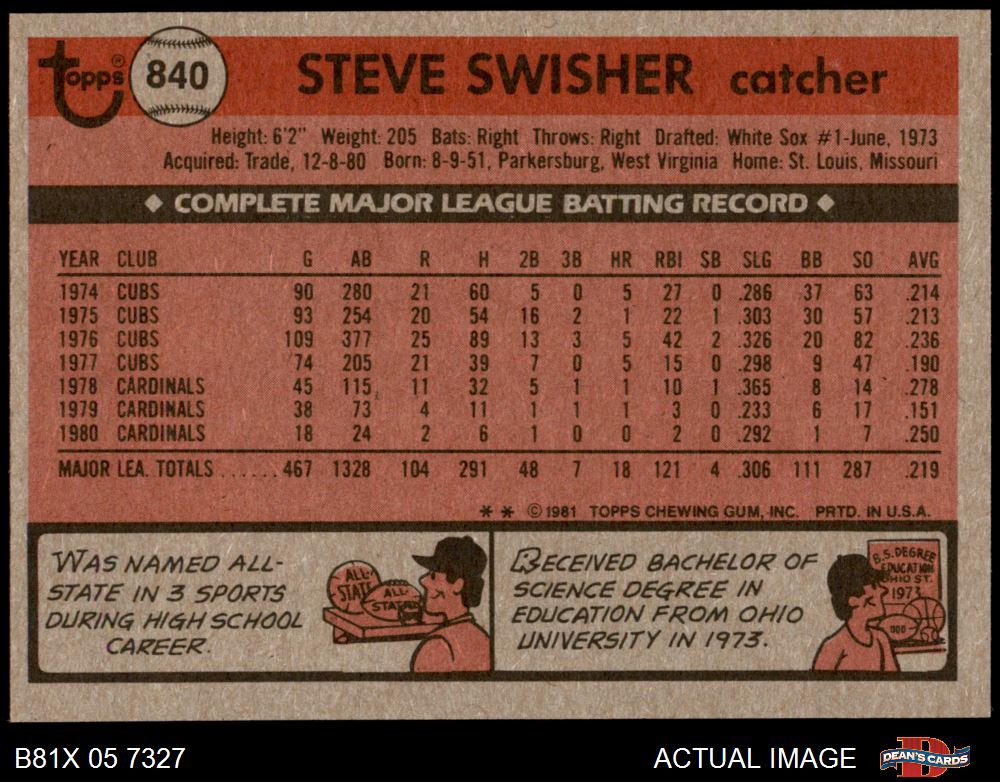 Topps® 840 STEVE SWISHER catcher
Height: 6'2" Weight: 205 Bats: Right Throws: Right Drafted: White Sox #1-June, 1973
Acquired: Trade, 12-8-80 Born: 8-9-51, Parkersburg, West Virginia Home: St. Louis, Missouri
◆ COMPLETE MAJOR LEAGUE BATTING RECORD ◆
YEAR CLUB G AB R H 2B 3B HR RBI SB SLG BB SO AVG
1974 CUBS 90 280 21 60 5 0 5 27 0 .286 37 63 .214
1975 CUBS 93 254 20 54 16 2 1 22 1 .303 30 57 .213
1976 CUBS 109 377 25 89 13 3 5 42 2 .326 20 82 .236
1977 CUBS 74 205 21 39 7 0 5 15 0 .298 9 47 .190
1978 CARDINALS 45 115 11 32 5 1 1 10 1 .365 8 14 .278
1979 CARDINALS 38 73 4 11 1 1 1 3 0 .233 6 17 .151
1980 CARDINALS 18 24 2 6 1 0 0 2 0 .292 1 7 .250
MAJOR LEA. TOTALS ...... 467 1328 104 291 48 7 18 121 4 .306 111 287 .219
* * ©1981 TOPPS CHEWING GUM, INC. PRTD. IN U.S.A.
WAS NAMED ALL-
STATE IN 3 SPORTS
DURING HIGH SCHOOL
CAREER.
ALL-
STATE
ALL-
STATE
RECEIVED BACHELOR OF
SCIENCE DEGREE IN
EDUCATION FROM OHIO
UNIVERSITY IN 1973.
B.S. DEGREE
EDUCATION
OHIO ST.
1973
B81X 05 7327
ACTUAL IMAGE
DEAN'S CARDS